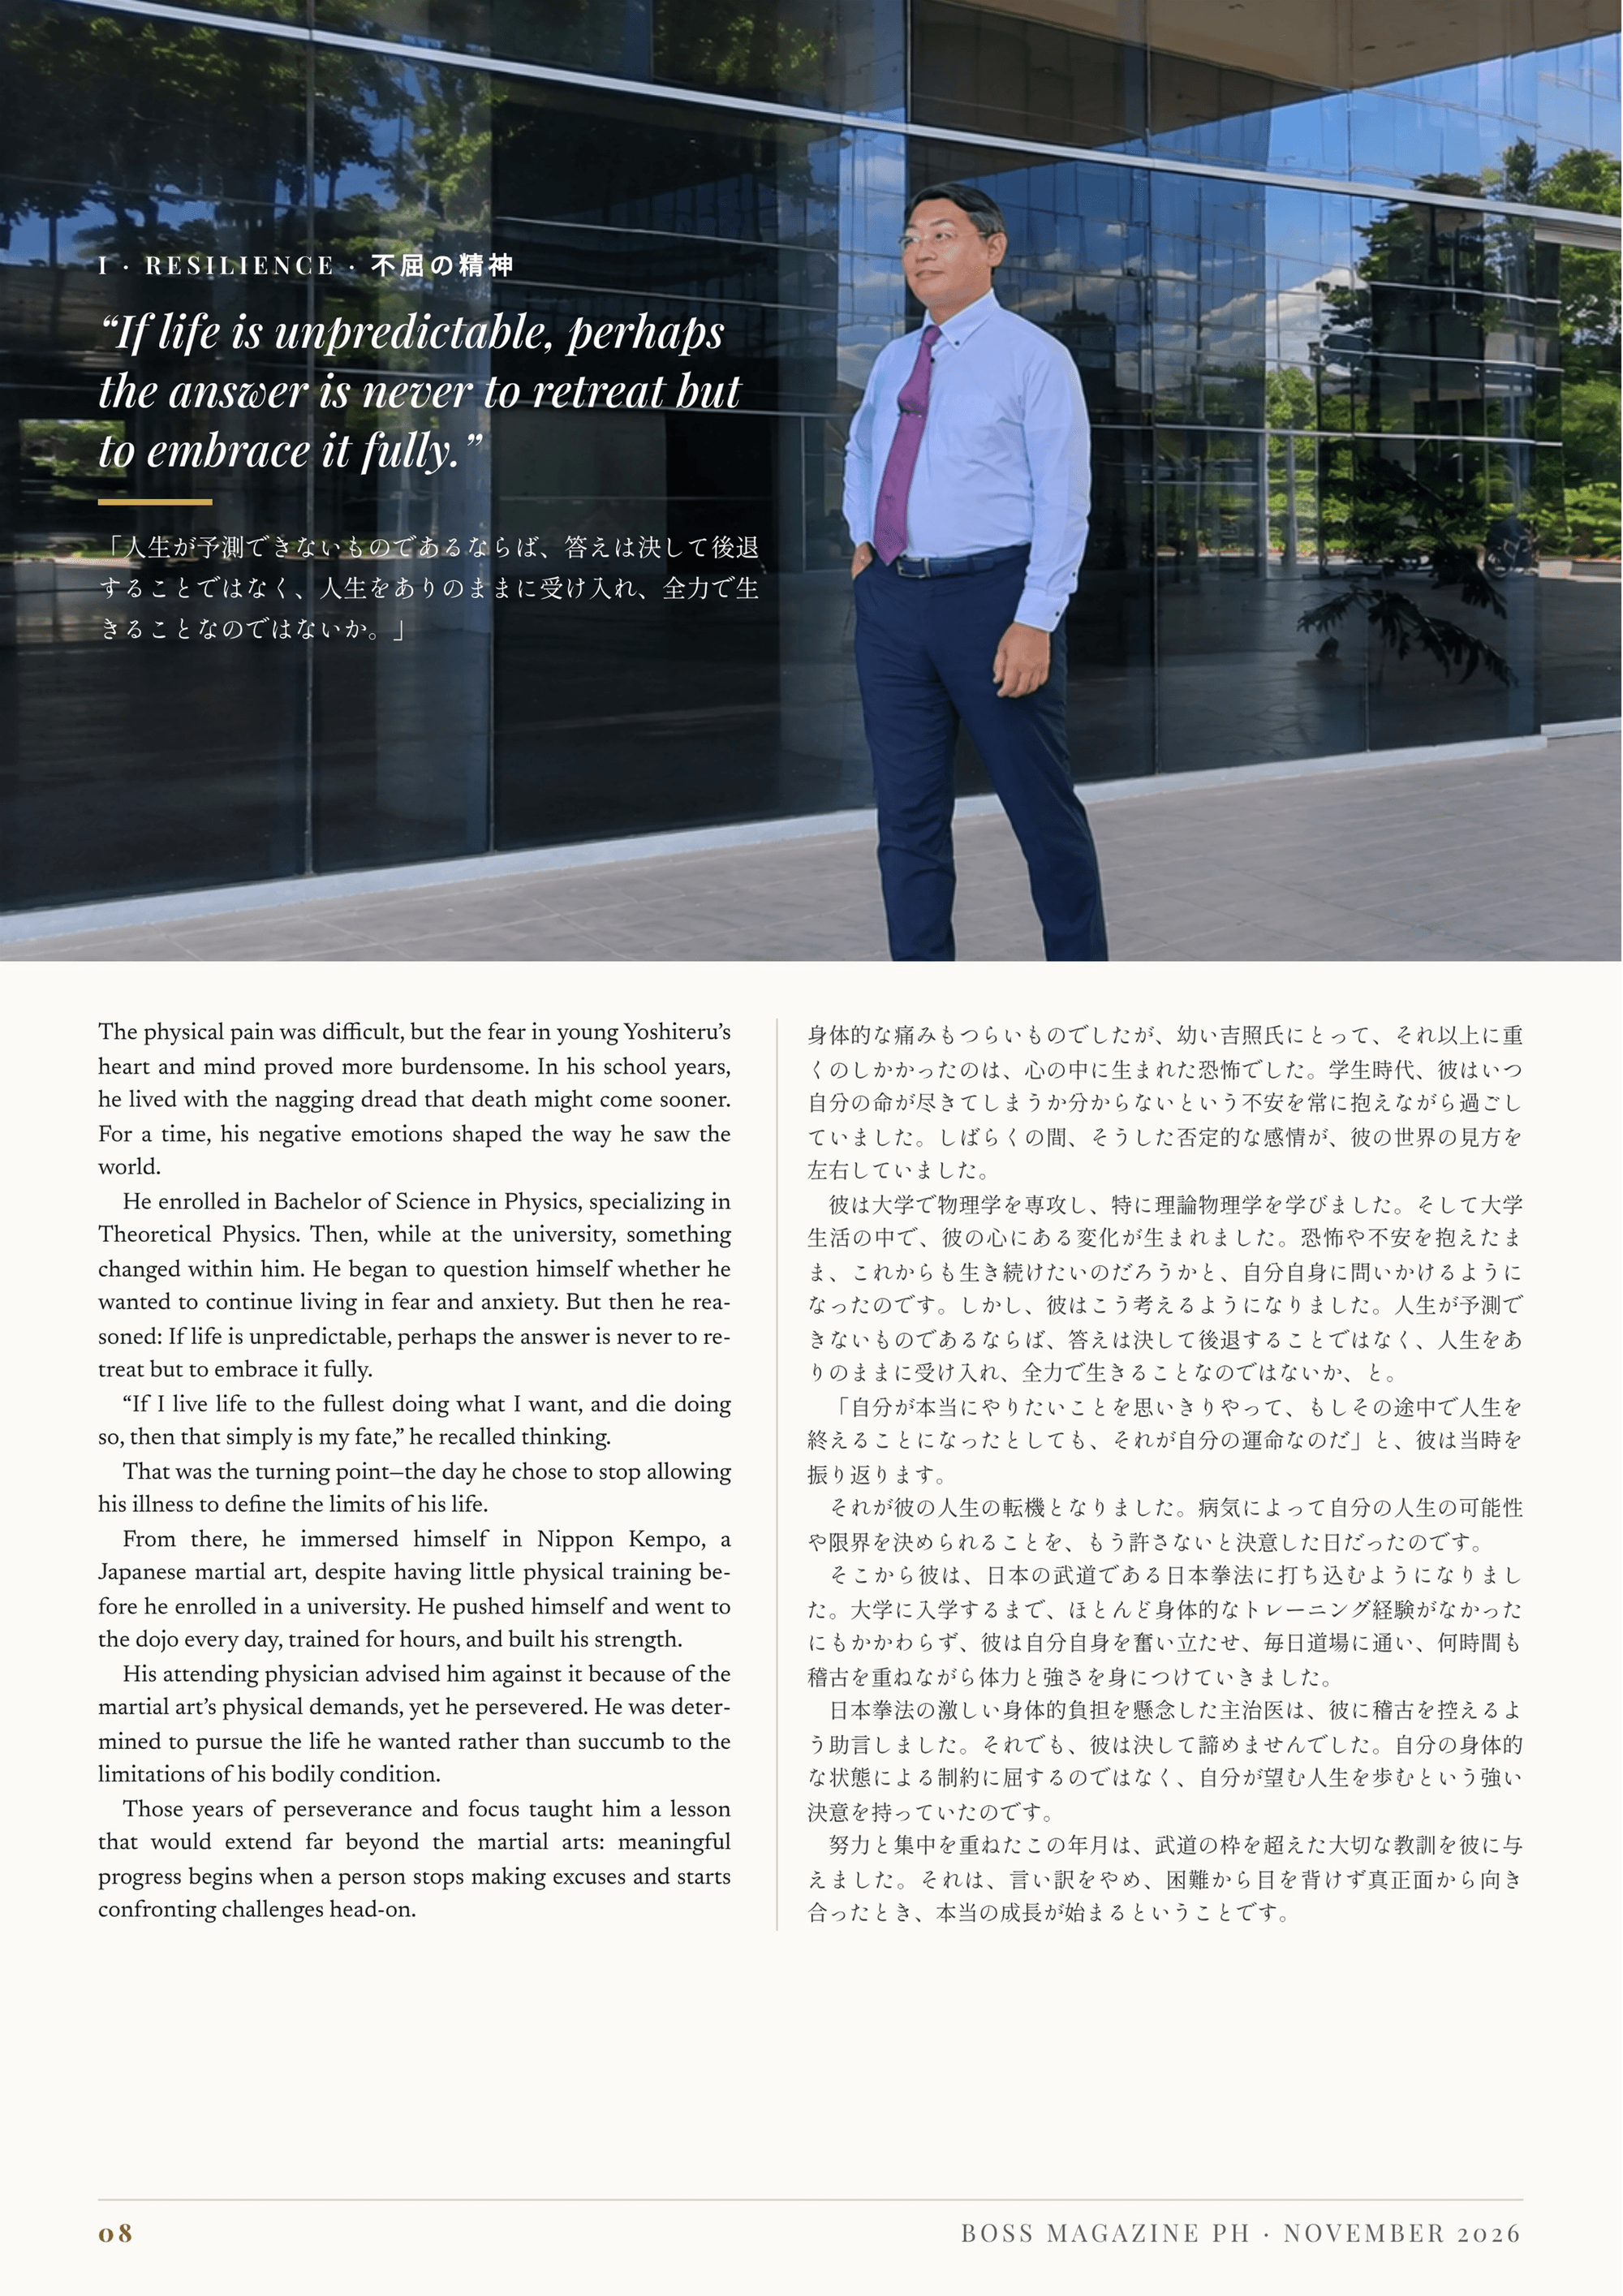 I · RESILIENCE · 不屈の精神
“If life is unpredictable, perhaps
the answer is never to retreat but
to embrace it fully.”
「人生が予測できないものであるならば、答えは決して後退
することではなく、人生をありのままに受け入れ、全力で生
きることなのではないか。」
The physical pain was difficult, but the fear in young Yoshiteru’s
heart and mind proved more burdensome. In his school years,
he lived with the nagging dread that death might come sooner.
For a time, his negative emotions shaped the way he saw the
world.
He enrolled in Bachelor of Science in Physics, specializing in
Theoretical Physics. Then, while at the university, something
changed within him. He began to question himself whether he
wanted to continue living in fear and anxiety. But then he rea-
soned: If life is unpredictable, perhaps the answer is never to re-
treat but to embrace it fully.
“If I live life to the fullest doing what I want, and die doing
so, then that simply is my fate,” he recalled thinking.
That was the turning point—the day he chose to stop allowing
his illness to define the limits of his life.
From there, he immersed himself in Nippon Kempo, a
Japanese martial art, despite having little physical training be-
fore he enrolled in a university. He pushed himself and went to
the dojo every day, trained for hours, and built his strength.
His attending physician advised him against it because of the
martial art’s physical demands, yet he persevered. He was deter-
mined to pursue the life he wanted rather than succumb to the
limitations of his bodily condition.
Those years of perseverance and focus taught him a lesson
that would extend far beyond the martial arts: meaningful
progress begins when a person stops making excuses and starts
confronting challenges head-on.
身体的な痛みもつらいものでしたが、幼い吉照氏にとって、それ以上に重
くのしかかったのは、心の中に生まれた恐怖でした。学生時代、彼はいつ
自分の命が尽きてしまうか分からないという不安を常に抱えながら過ごし
ていました。しばらくの間、そうした否定的な感情が、彼の世界の見方を
左右していました。
彼は大学で物理学を専攻し、特に理論物理学を学びました。そして大学
生活の中で、彼の心にある変化が生まれました。恐怖や不安を抱えたま
ま、これからも生き続けたいのだろうかと、自分自身に問いかけるように
なったのです。しかし、彼はこう考えるようになりました。人生が予測で
きないものであるならば、答えは決して後退することではなく、人生をあ
りのままに受け入れ、全力で生きることなのではないか、と。
「自分が本当にやりたいことを思いきりやって、もしその途中で人生を
終えることになったとしても、それが自分の運命なのだ」と、彼は当時を
振り返ります。
それが彼の人生の転機となりました。病気によって自分の人生の可能性
や限界を決められることを、もう許さないと決意した日だったのです。
そこから彼は、日本の武道である日本拳法に打ち込むようになりまし
た。大学に入学するまで、ほとんど身体的なトレーニング経験がなかった
にもかかわらず、彼は自分自身を奮い立たせ、毎日道場に通い、何時間も
稽古を重ねながら体力と強さを身につけていきました。
日本拳法の激しい身体的負担を懸念した主治医は、彼に稽古を控えるよ
う助言しました。それでも、彼は決して諦めませんでした。自分の身体的
な状態による制約に屈するのではなく、自分が望む人生を歩むという強い
決意を持っていたのです。
努力と集中を重ねたこの年月は、武道の枠を超えた大切な教訓を彼に与
えました。それは、言い訳をやめ、困難から目を背けず真正面から向き
合ったとき、本当の成長が始まるということです。
08
BOSS MAGAZINE PH · NOVEMBER 2026